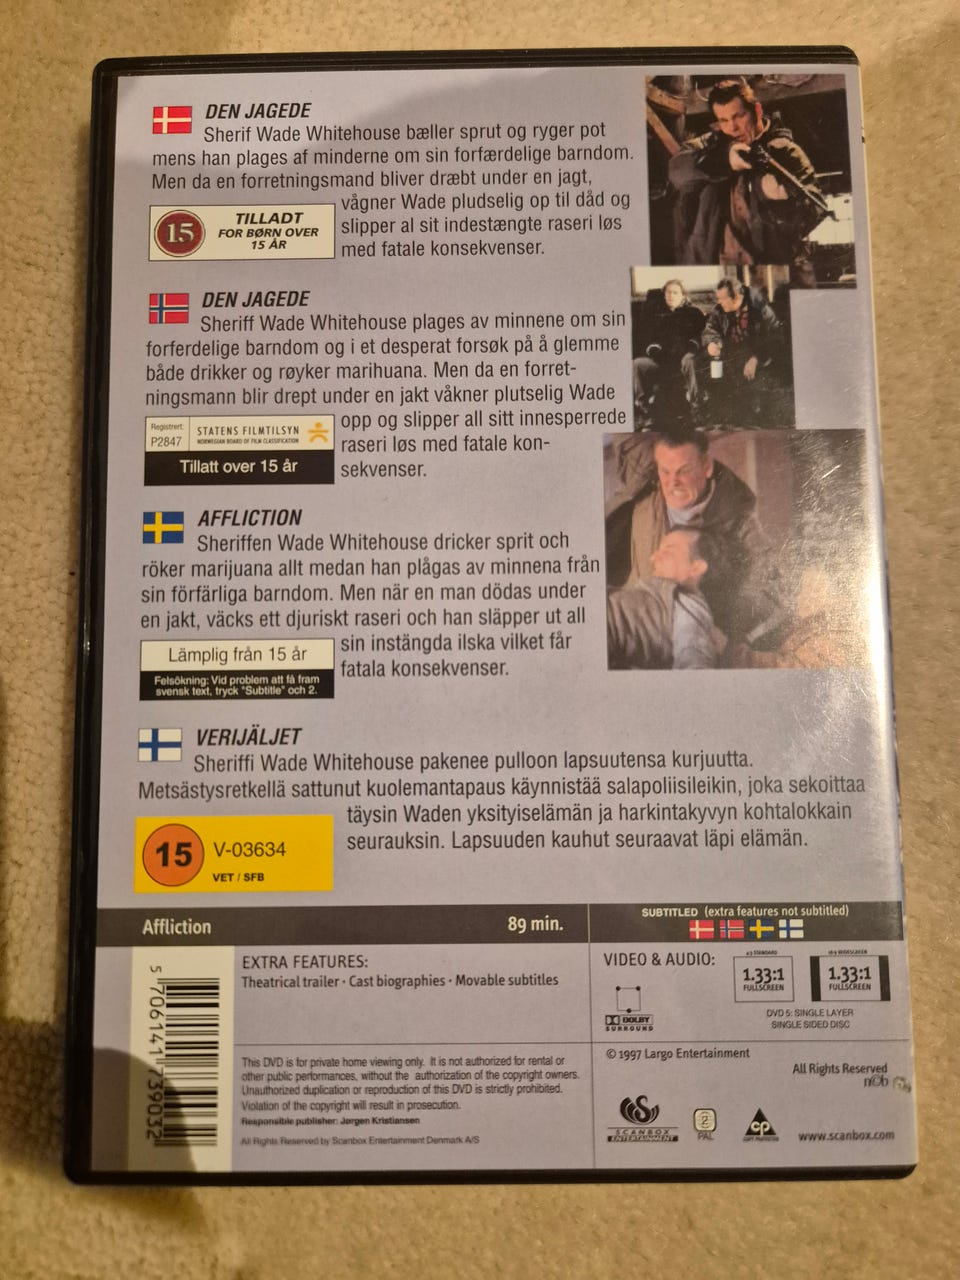 DEN JAGEDE
Sherif Wade Whitehouse bæller sprut og ryger pot
mens han plages af minderne om sin forfærdelige barndom.
Men da en forretningsmand bliver dræbt under en jagt,
vågner Wade pludselig op til dåd og
slipper al sit indestængte raseri løs
med fatale konsekvenser.
15
TILLADT
FOR BØRN OVER
15 ÅR
DEN JAGEDE
Sheriff Wade Whitehouse plages av minnene om sin
forferdelige barndom og i et desperat forsøk på å glemme
både drikker og røyker marihuana. Men da en forret-
ningsmann blir drept under en jakt våkner plutselig Wade
opp og slipper all sitt innesperrede
raseri løs med fatale kon-
sekvenser.
Registrert:
P2847
STATENS FILMTILSYN
NORWEGIAN BOARD OF FILM CLASSIFICATION
Tillatt over 15 år
AFFLICTION
Sheriffen Wade Whitehouse dricker sprit och
röker marijuana allt medan han plågas av minnena från
sin förfärliga barndom. Men när en man dödas under
en jakt, väcks ett djuriskt raseri och han släpper ut all
sin instängda ilska vilket får
fatala konsekvenser.
Lämplig från 15 år
Felsökning: Vid problem att få fram
svensk text, tryck "Subtitle" och 2.
VERIJÄLJET
Sheriffi Wade Whitehouse pakenee pulloon lapsuutensa kurjuutta.
Metsästysretkellä sattunut kuolemantapaus käynnistää salapoliisileikin, joka sekoittaa
täysin Waden yksityiselämän ja harkintakyvyn kohtalokkain
seurauksin. Lapsuuden kauhut seuraavat läpi elämän.
15
V-03634
VET / SFB
Affliction
89 min.
SUBTITLED (extra features not subtitled)
EXTRA FEATURES:
Theatrical trailer · Cast biographies · Movable subtitles
VIDEO & AUDIO:
4:3 STANDARD
1.33:1
FULLSCREEN
16:9 WIDESCREEN
1.33:1
FULLSCREEN
DOLBY
SURROUND
DVD 5: SINGLE LAYER
SINGLE SIDED DISC
5 706141 739032
This DVD is for private home viewing only. It is not authorized for rental or
other public performances, without the authorization of the copyright owners.
Unauthorized duplication or reproduction of this DVD is strictly prohibited.
Violation of the copyright will result in prosecution.
Responsible publisher: Jørgen Kristiansen
All Rights Reserved by Scanbox Entertainment Denmark A/S
© 1997 Largo Entertainment
All Rights Reserved
n©b
SCANBOX
ENTERTAINMENT
2
PAL
CP
COPY PROTECTED
www.scanbox.com